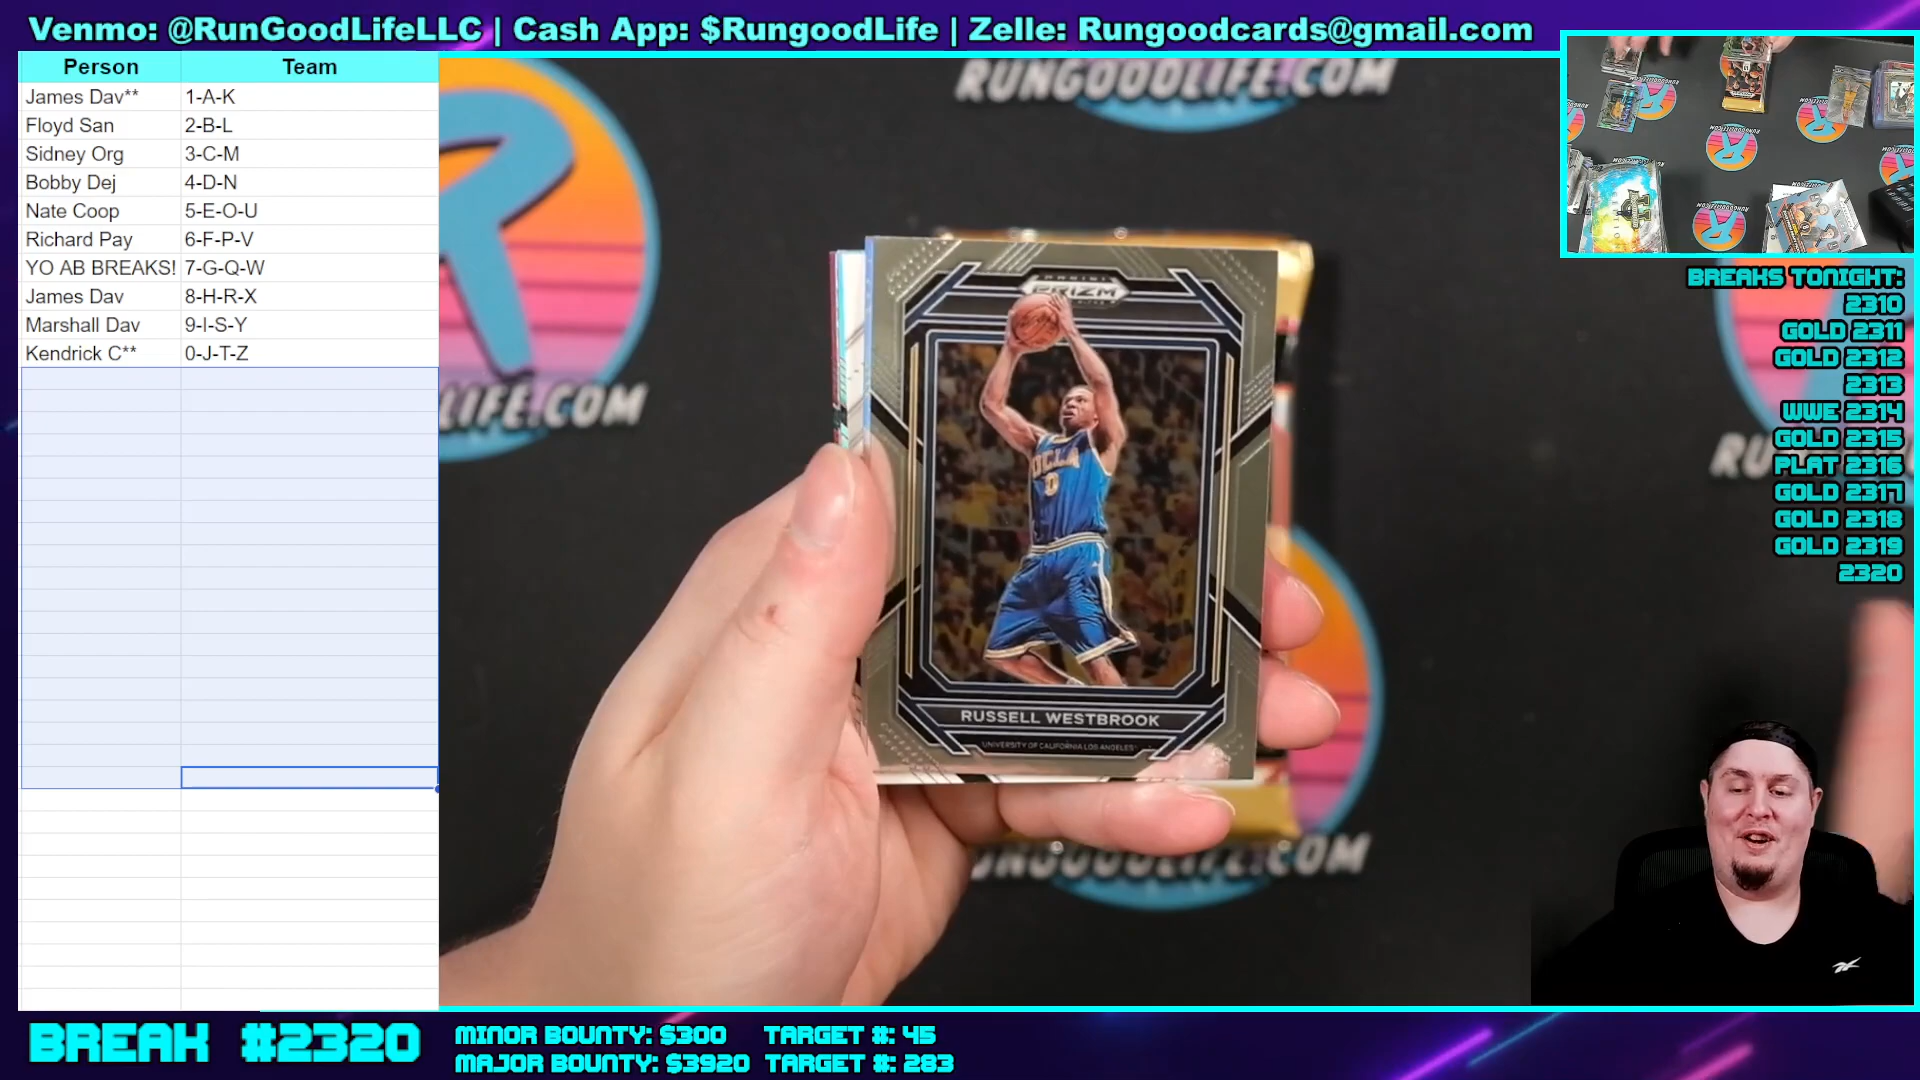 Venmo: @RunGoodLifeLLC | Cash App: $RungoodLife | Zelle: Rungoodcards@gmail.com
Person Team
James Dav** 1-A-K
Floyd San 2-B-L
Sidney Org 3-C-M
Bobby Dej 4-D-N
Nate Coop 5-E-O-U
Richard Pay 6-F-P-V
YO AB BREAKS! 7-G-Q-W
James Dav 8-H-R-X
Marshall Dav 9-I-S-Y
Kendrick C** 0-J-T-Z
RUNGOODLIFE.COM
LIFE.COM
PANINI
PRIZM
UCLA
0
RUSSELL WESTBROOK
UNIVERSITY OF CALIFORNIA LOS ANGELES
RUNGOODLIFE.COM
RU
BREAKS TONIGHT:
2310
GOLD 2311
GOLD 2312
2313
WWE 2314
GOLD 2315
PLAT 2316
GOLD 2317
GOLD 2318
GOLD 2319
2320
BREAK #2320
MINOR BOUNTY: $300 TARGET #: 45
MAJOR BOUNTY: $3920 TARGET #: 283